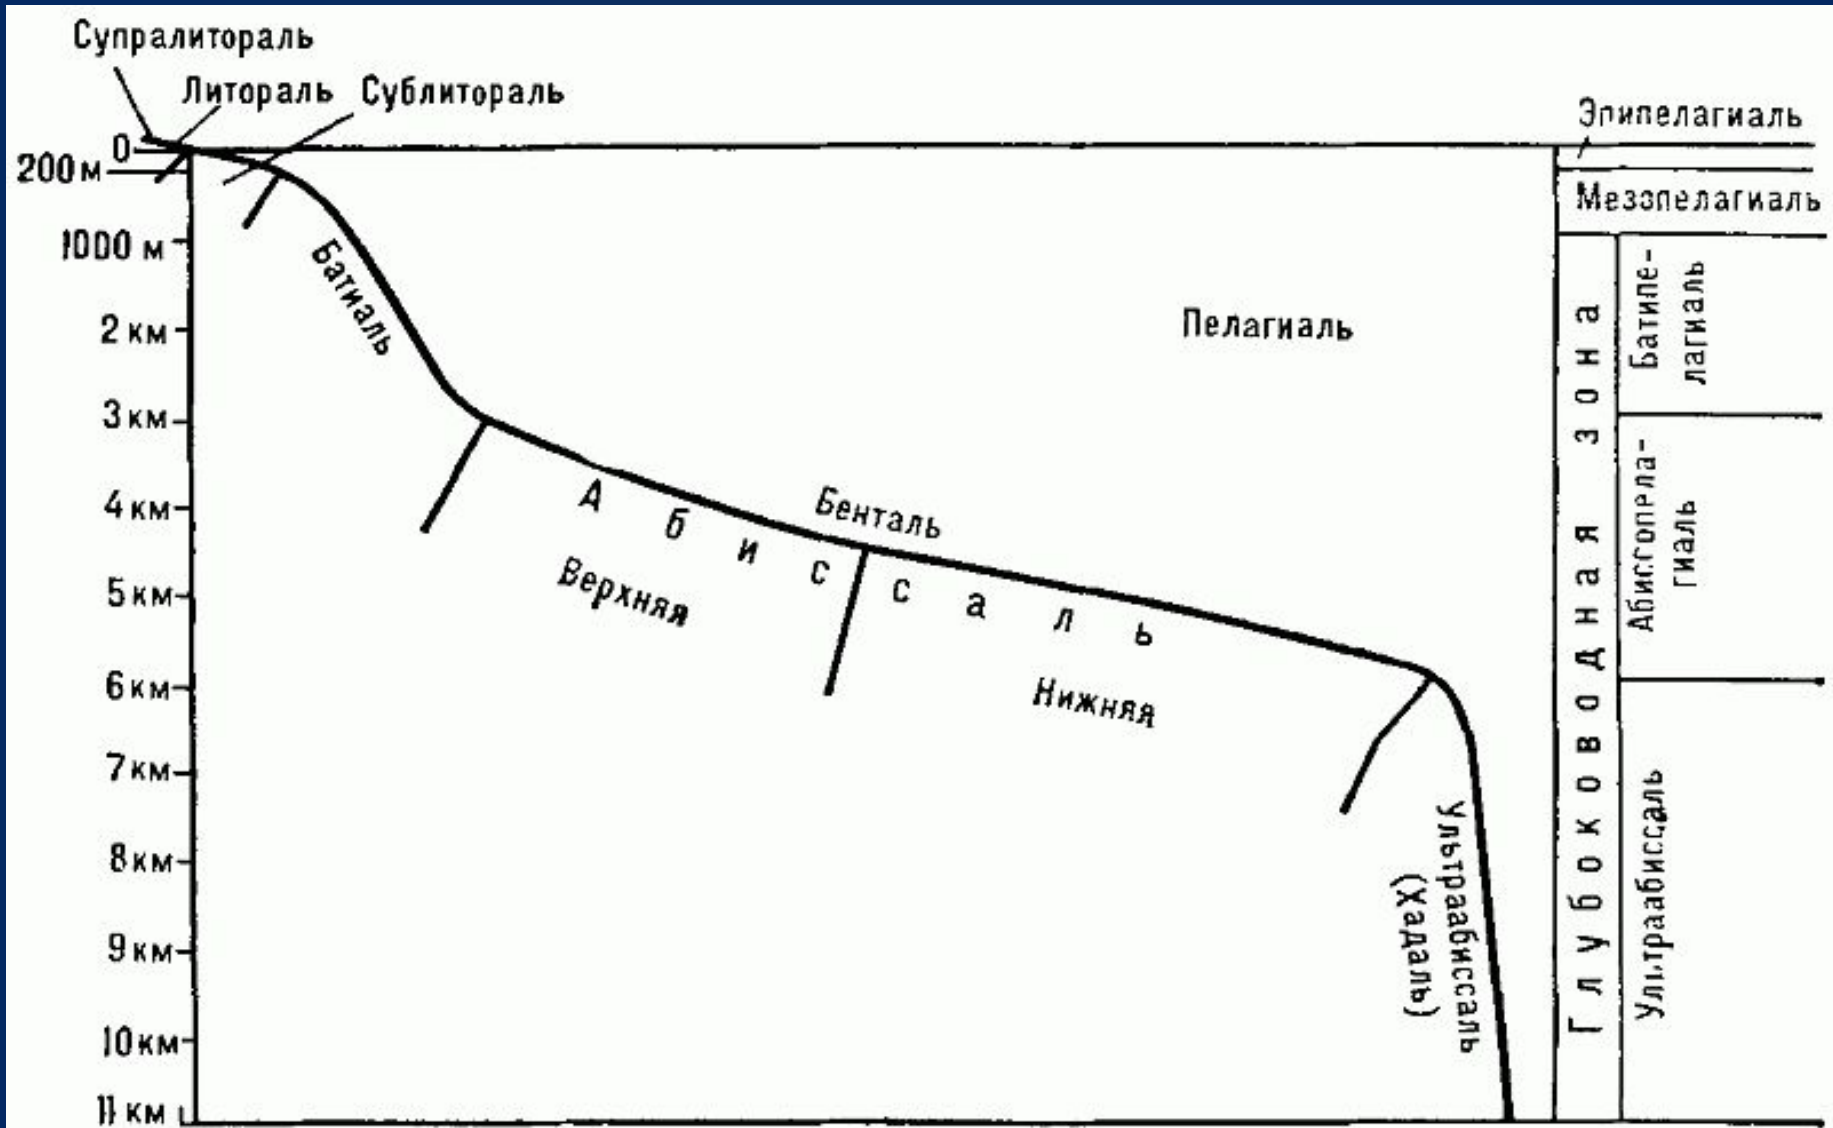 Супралитораль
Литораль
Сублитораль
0
200 м
1000 м
2 км
3 км
4 км
5 км
6 км
7 км
8 км
9 км
10 км
11 км
Батиаль
Пелагиаль
Бенталь
Абиссаль
Верхняя
Нижняя
Ультраабиссаль
(Хадаль)
Эпипелагиаль
Мезопелагиаль
Глубоководная зона
Батипе-
лагиаль
Абиссопела-
гиаль
Ультраабиссаль